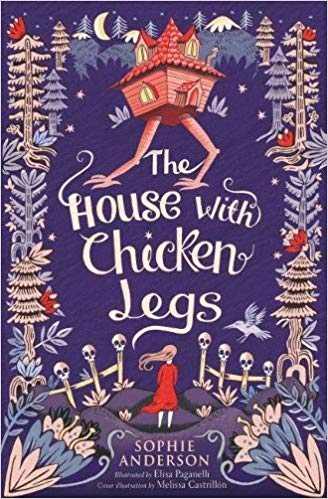 The
House With
Chicken
Legs
SOPHIE
ANDERSON
Illustrated by Elisa Paganelli
Cover illustration by Melissa Castrillón